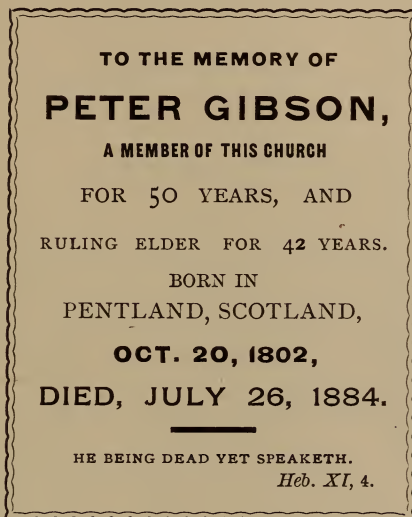 TO THE MEMORY OF
PETER GIBSON,
A MEMBER OF THIS CHURCH
FOR 50 YEARS, AND
RULING ELDER FOR 42 YEARS.
BORN IN
PENTLAND, SCOTLAND,
OCT. 20, 1802,
DIED, JULY 26, 1884.
HE BEING DEAD YET SPEAKETH.
Heb. XI, 4.